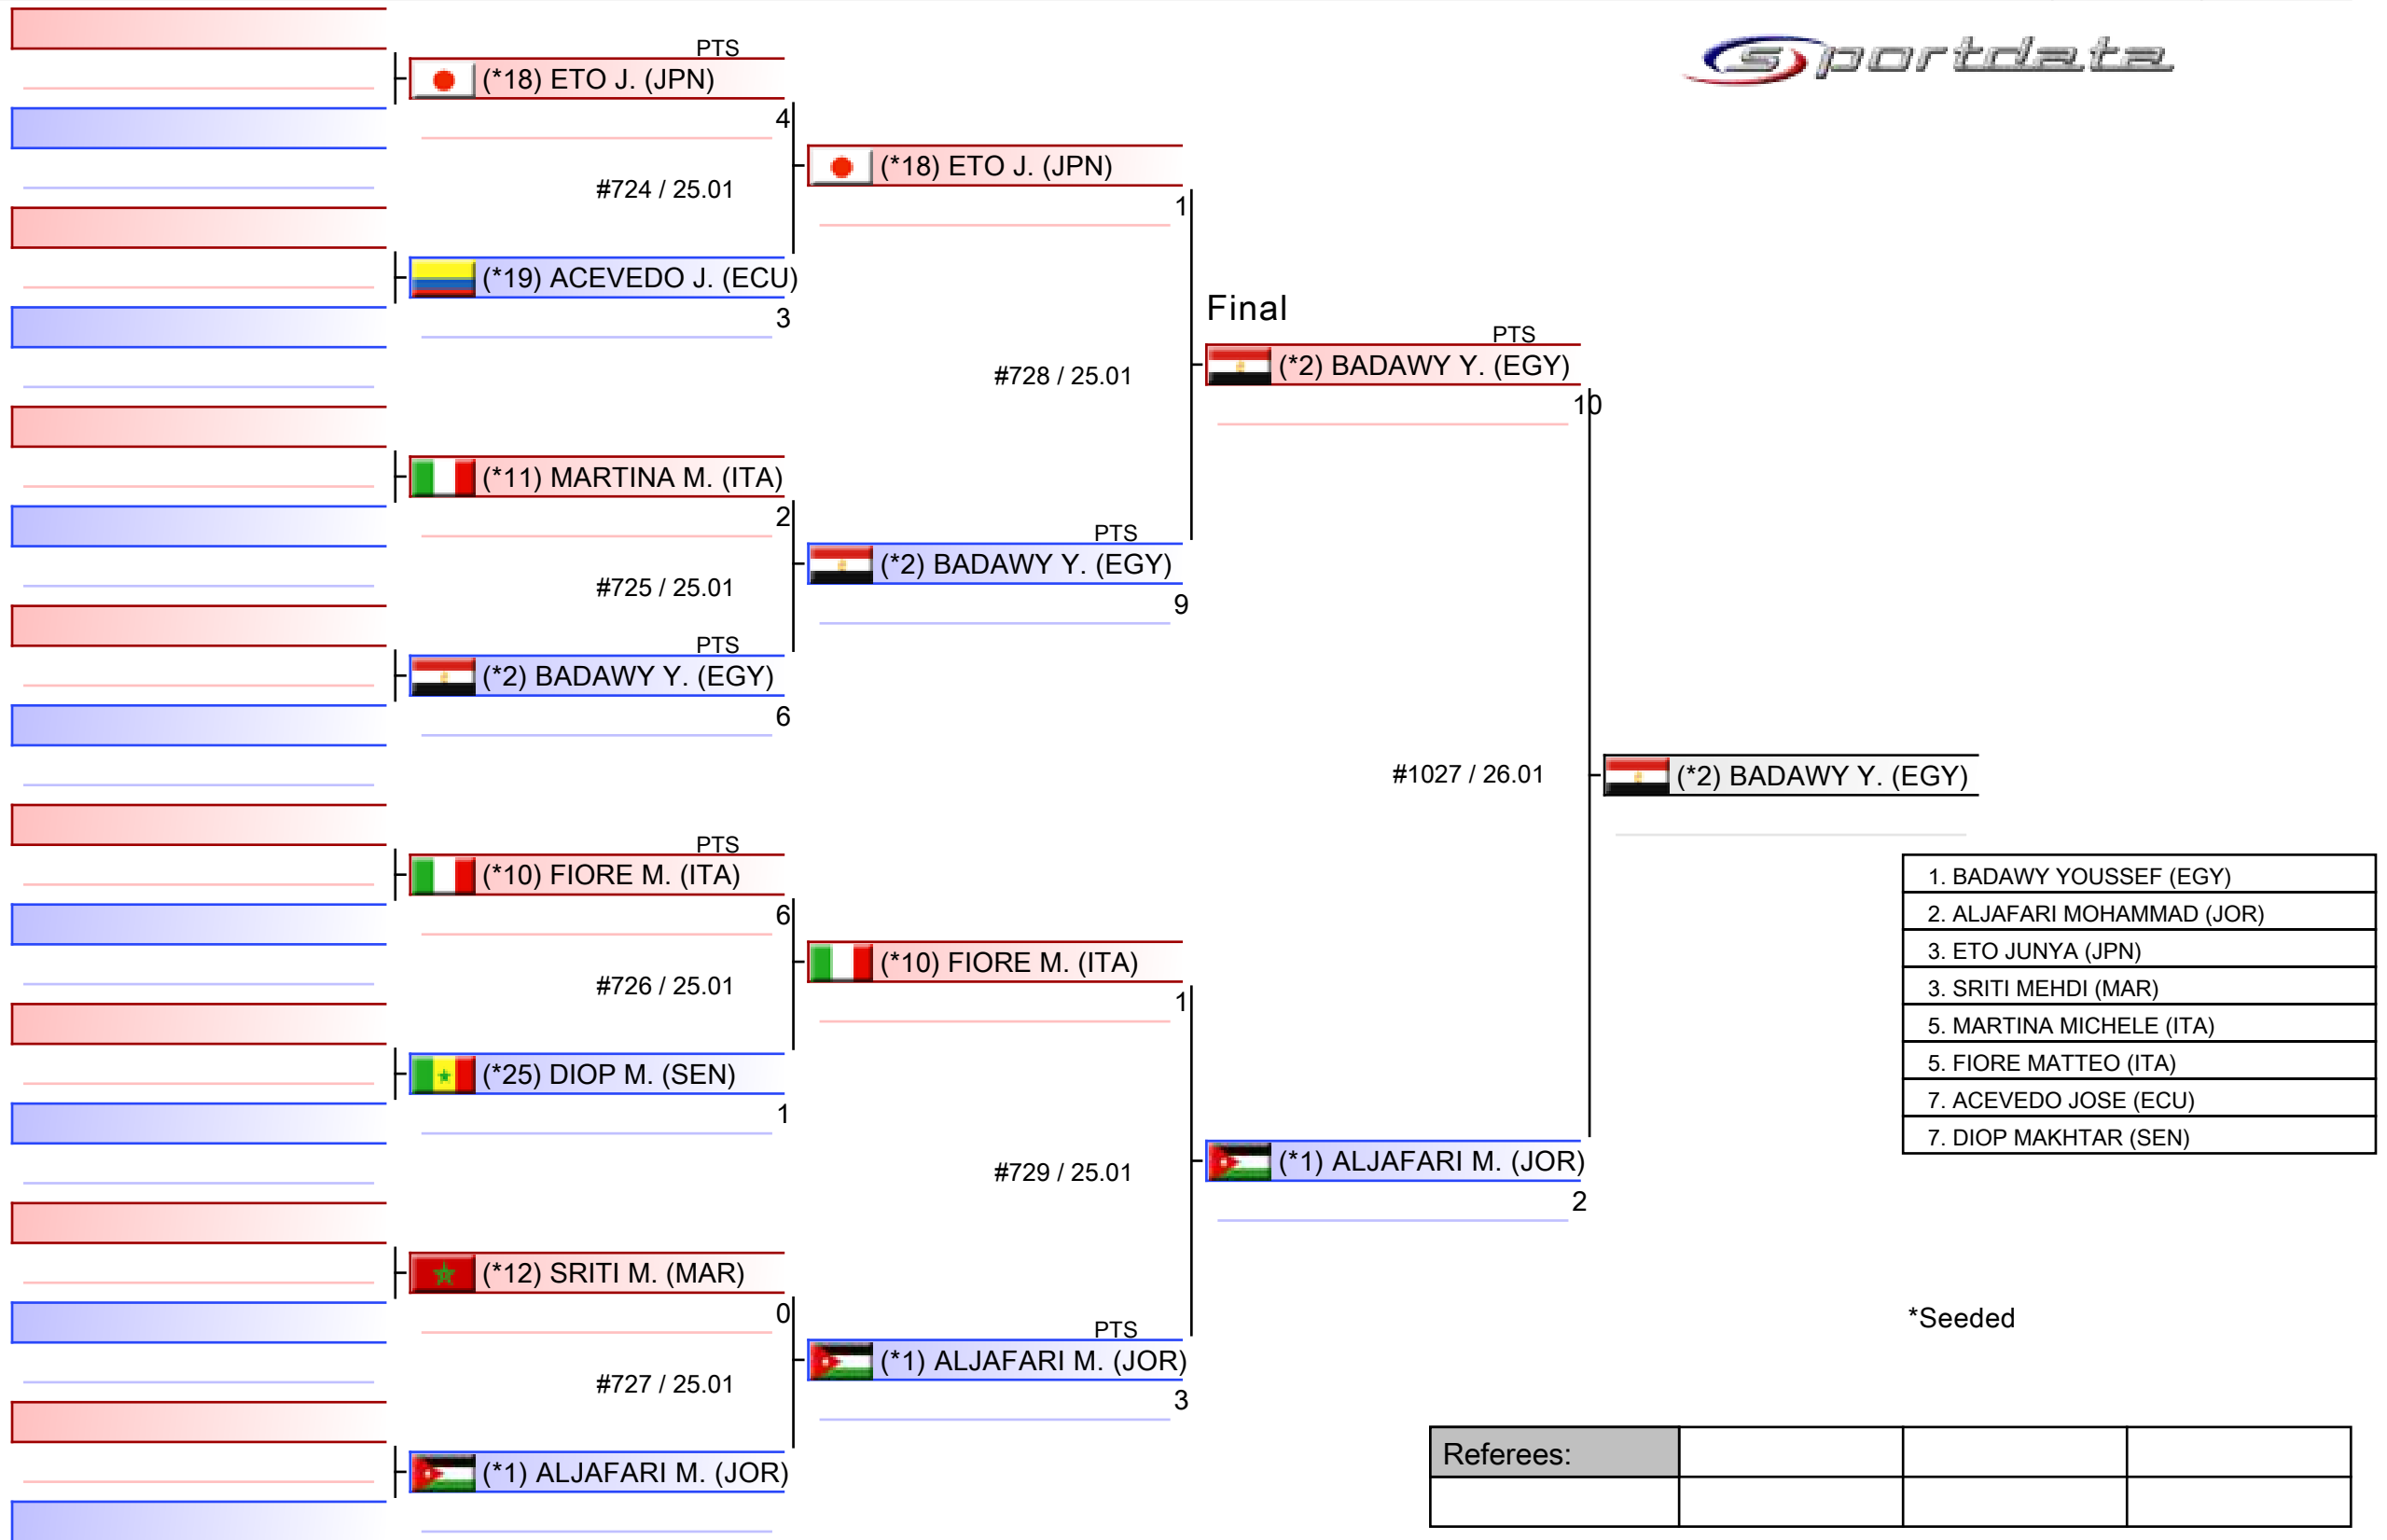 sportdata
PTS
(*18) ETO J. (JPN)
4
#724 / 25.01
(*19) ACEVEDO J. (ECU)
3
(*11) MARTINA M. (ITA)
2
#725 / 25.01
PTS
(*2) BADAWY Y. (EGY)
6
PTS
(*10) FIORE M. (ITA)
6
#726 / 25.01
(*25) DIOP M. (SEN)
1
(*12) SRITI M. (MAR)
0
#727 / 25.01
(*1) ALJAFARI M. (JOR)
(*18) ETO J. (JPN)
1
#728 / 25.01
PTS
(*2) BADAWY Y. (EGY)
9
(*10) FIORE M. (ITA)
1
#729 / 25.01
PTS
(*1) ALJAFARI M. (JOR)
3
Final
PTS
(*2) BADAWY Y. (EGY)
10
#1027 / 26.01
(*1) ALJAFARI M. (JOR)
2
(*2) BADAWY Y. (EGY)
1. BADAWY YOUSSEF (EGY)
2. ALJAFARI MOHAMMAD (JOR)
3. ETO JUNYA (JPN)
3. SRITI MEHDI (MAR)
5. MARTINA MICHELE (ITA)
5. FIORE MATTEO (ITA)
7. ACEVEDO JOSE (ECU)
7. DIOP MAKHTAR (SEN)
*Seeded
Referees: